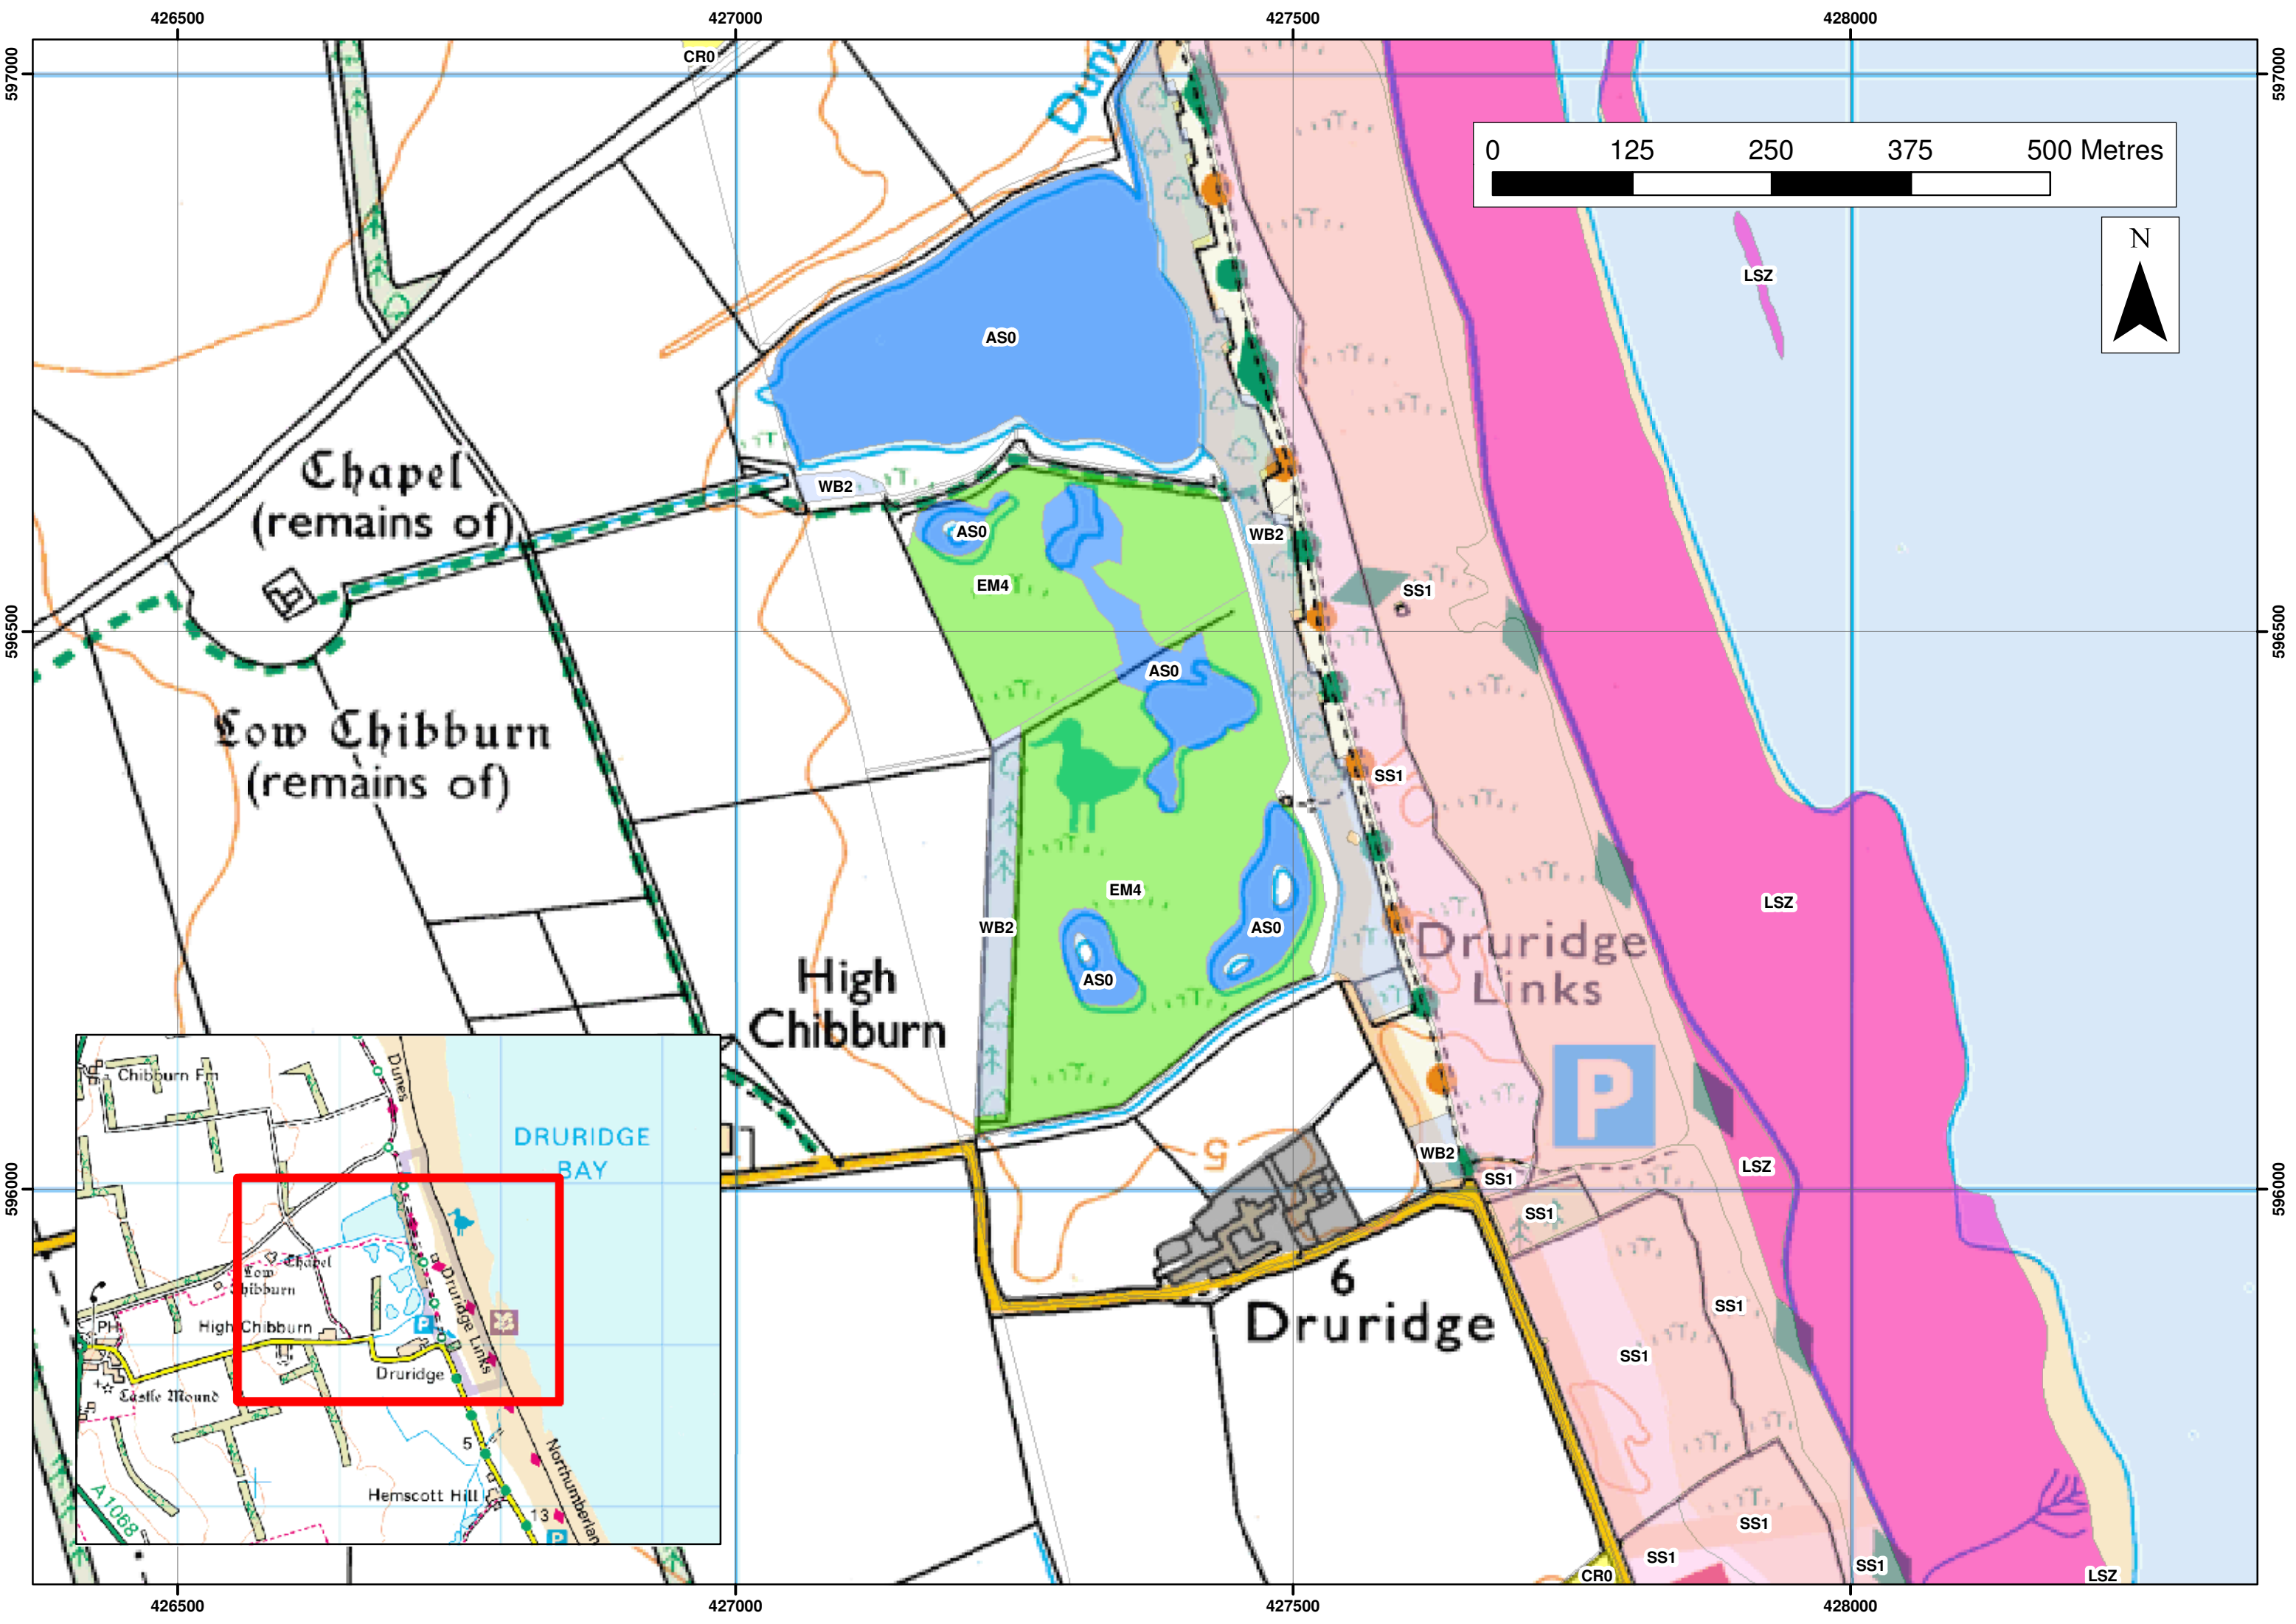 426500
427000
427500
428000
597000
597000
CR0
Dun
0 125 250 375 500 Metres
N
LSZ
AS0
Chapel
(remains of)
WB2
AS0
WB2
EM4
SS1
596500
596500
AS0
Low Chibburn
(remains of)
SS1
EM4
LSZ
WB2
AS0
Druridge
Links
AS0
High
Chibburn
P
5
WB2
LSZ
SS1
596000
596000
SS1
6
Druridge
SS1
SS1
SS1
SS1
SS1
CR0
LSZ
Chibburn Fm
Dunes
DRURIDGE
BAY
Chapel
Low
Chibburn
PH
High Chibburn
P
Druridge Links
Druridge
Castle Mound
5
Northumberlan
Hemscott Hill
A1068
13
P
426500
427000
427500
428000